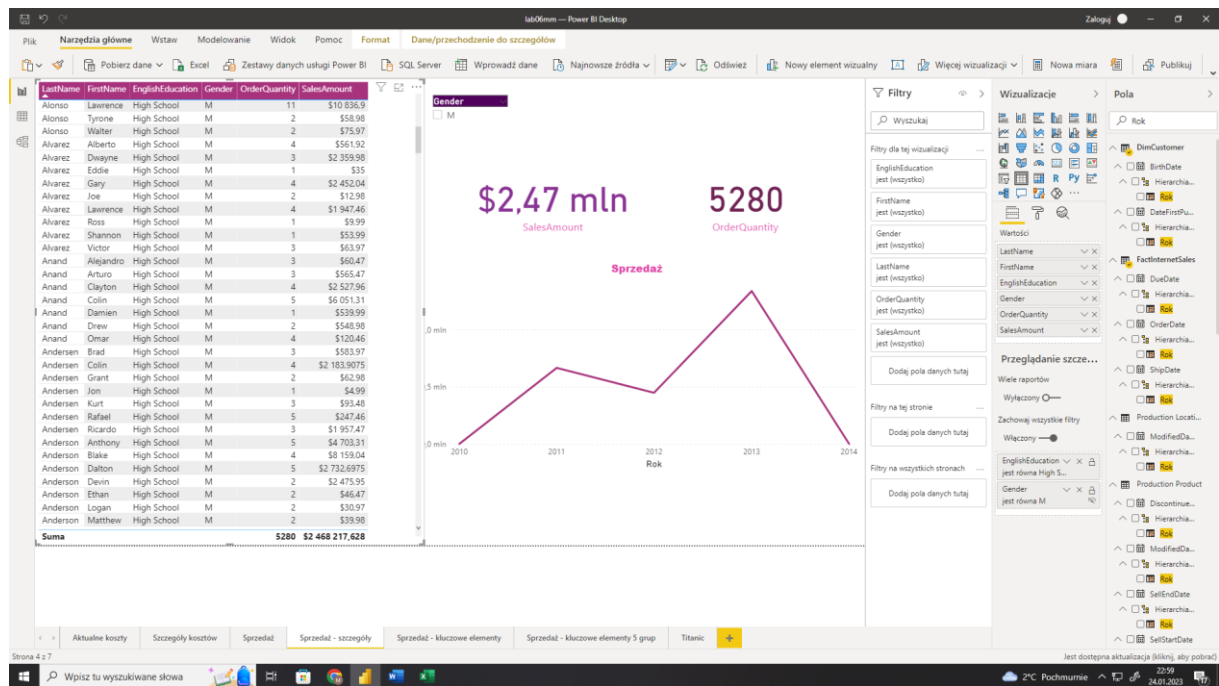 lab06mm — Power BI Desktop
Zaloguj
Plik Narzędzia główne Wstaw Modelowanie Widok Pomoc Format Dane/przechodzenie do szczegółów
Pobierz dane Excel Zestawy danych usługi Power BI SQL Server Wprowadź dane Najnowsze źródła Odśwież Nowy element wizualny Więcej wizualizacji Nowa miara Publikuj
LastName FirstName EnglishEducation Gender OrderQuantity SalesAmount
Alonso Lawrence High School M 11 $10 836,9
Alonso Tyrone High School M 2 $58.98
Alonso Walter High School M 2 $75.97
Alvarez Alberto High School M 4 $561.92
Alvarez Dwayne High School M 3 $2 359.98
Alvarez Eddie High School M 1 $35
Alvarez Gary High School M 4 $2 452.04
Alvarez Joe High School M 2 $12.98
Alvarez Lawrence High School M 4 $1 947.46
Alvarez Ross High School M 1 $9.99
Alvarez Shannon High School M 1 $53.99
Alvarez Victor High School M 3 $63.97
Anand Alejandro High School M 3 $60.47
Anand Arturo High School M 3 $565.47
Anand Clayton High School M 4 $2 527.96
Anand Colin High School M 5 $6 051.31
Anand Damien High School M 1 $539.99
Anand Drew High School M 2 $548.98
Anand Omar High School M 4 $120.46
Andersen Brad High School M 3 $583.97
Andersen Colin High School M 4 $2 183.9075
Andersen Grant High School M 2 $62.98
Andersen Jon High School M 1 $4.99
Andersen Kurt High School M 3 $93.48
Andersen Rafael High School M 5 $247.46
Andersen Ricardo High School M 3 $1 957.47
Anderson Anthony High School M 5 $4 703,31
Anderson Blake High School M 4 $8 159.04
Anderson Dalton High School M 5 $2 732.6975
Anderson Devin High School M 2 $2 475.95
Anderson Ethan High School M 2 $46.47
Anderson Logan High School M 2 $30.97
Anderson Matthew High School M 2 $39.98
Suma 5280 $2 468 217,628
Gender
M
$2,47 mln
SalesAmount
5280
OrderQuantity
Sprzedaż
,0 mln
,5 mln
,0 mln
2010 2011 2012 2013 2014
Rok
Filtry
Wyszukaj
Filtry dla tej wizualizacji
EnglishEducation
jest (wszystko)
FirstName
jest (wszystko)
Gender
jest (wszystko)
LastName
jest (wszystko)
OrderQuantity
jest (wszystko)
SalesAmount
jest (wszystko)
Dodaj pola danych tutaj
Filtry na tej stronie
Dodaj pola danych tutaj
Filtry na wszystkich stronach
Dodaj pola danych tutaj
Wizualizacje
R Py
Wartości
LastName
FirstName
EnglishEducation
Gender
OrderQuantity
SalesAmount
Przeglądanie szcze...
Wiele raportów
Wyłączony
Zachowaj wszystkie filtry
Włączony
EnglishEducation
jest równa High S...
Gender
jest równa M
Pola
Rok
DimCustomer
BirthDate
Hierarchia...
Rok
DateFirstPu...
Hierarchia...
Rok
FactInternetSales
DueDate
Hierarchia...
Rok
OrderDate
Hierarchia...
Rok
ShipDate
Hierarchia...
Rok
Production Locati...
ModifiedDa...
Hierarchia...
Rok
Production Product
Discontinue...
Hierarchia...
Rok
ModifiedDa...
Hierarchia...
Rok
SellEndDate
Hierarchia...
Rok
SellStartDate
Aktualne koszty Szczegóły kosztów Sprzedaż Sprzedaż - szczegóły Sprzedaż - kluczowe elementy Sprzedaż - kluczowe elementy 5 grup Titanic
Strona 4 z 7
Jest dostępna aktualizacja (kliknij, aby pobrać)
Wpisz tu wyszukiwane słowa
2°C Pochmurnie
22:59
24.01.2023
17